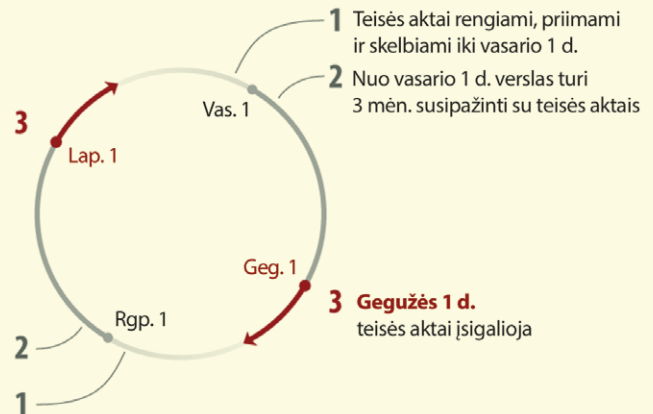 1 Teisės aktai rengiami, priimami
ir skelbiami iki vasario 1 d.
2 Nuo vasario 1 d. verslas turi
3 mėn. susipažinti su teisės aktais
Vas. 1
3
Lap. 1
Geg. 1
3 Gegužės 1 d.
teisės aktai įsigalioja
Rgp. 1
2
1